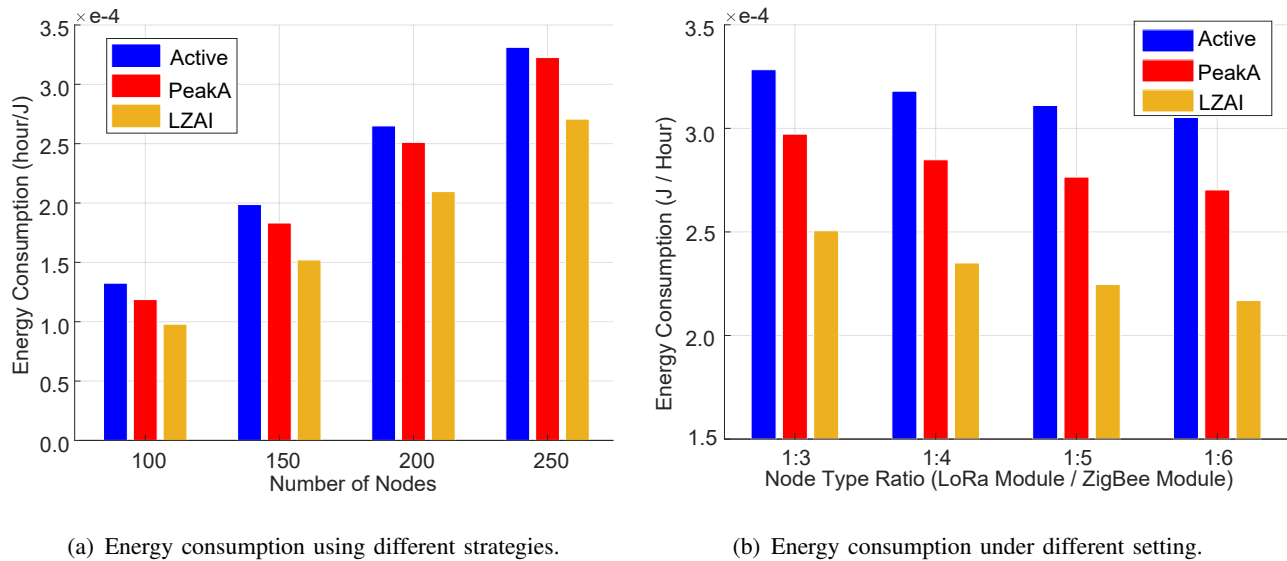 × e-4
3.5
3.0
2.5
2.0
1.5
1.0
0.5
0.0
Energy Consumption (hour/J)
Active
PeakA
LZAI
100 150 200 250
Number of Nodes
(a) Energy consumption using different strategies.
× e-4
3.5
3.0
2.5
2.0
1.5
Energy Consumption (J / Hour)
Active
PeakA
LZAI
1:3 1:4 1:5 1:6
Node Type Ratio (LoRa Module / ZigBee Module)
(b) Energy consumption under different setting.